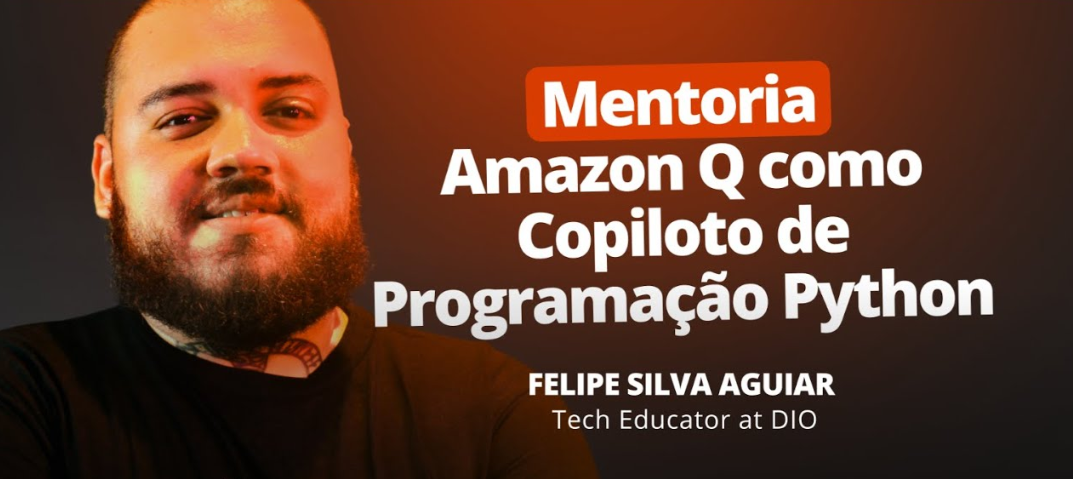 Mentoria
Amazon Q como
Copiloto de
Programação Python
FELIPE SILVA AGUIAR
Tech Educator at DIO